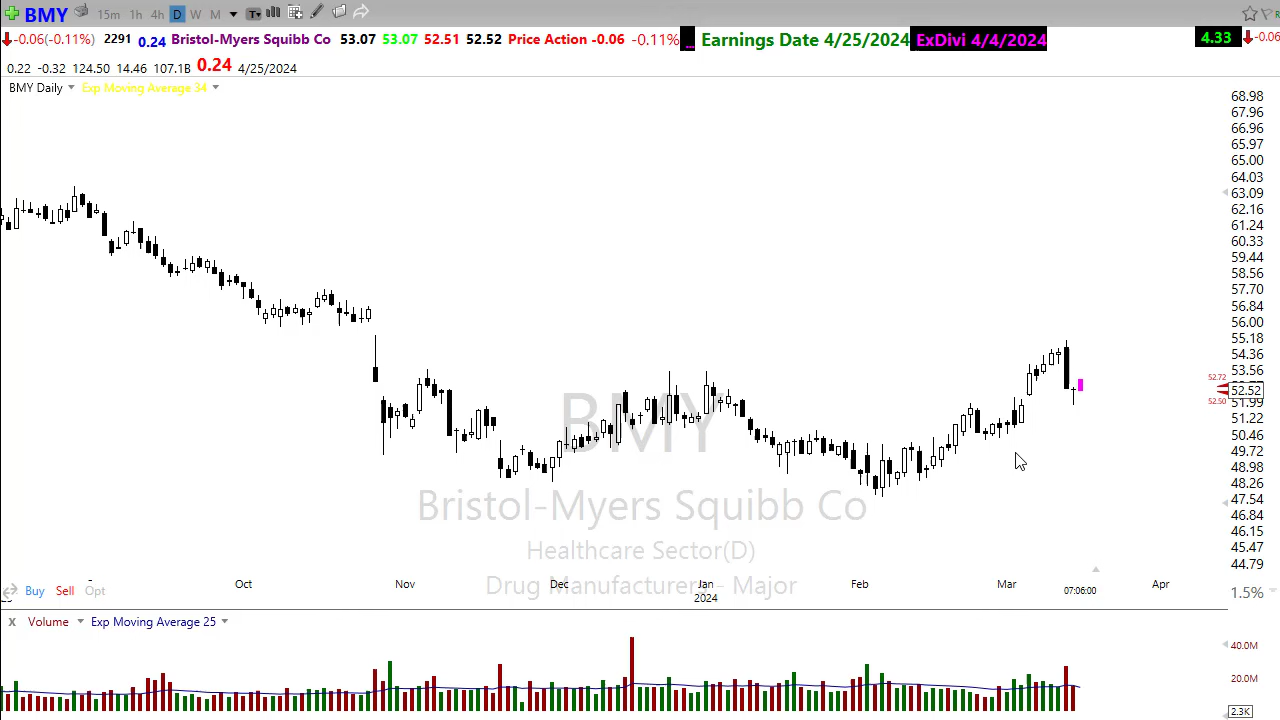 BMY 15m 1h 4h D W M T
-0.06(-0.11%) 2291 0.24 Bristol-Myers Squibb Co 53.07 53.07 52.51 52.52 Price Action -0.06 -0.11% ... Earnings Date 4/25/2024 ExDivi 4/4/2024 4.33 -0.06
0.22 -0.32 124.50 14.46 107.1B 0.24 4/25/2024
BMY Daily Exp Moving Average 34
68.98
67.96
66.96
65.97
65.00
64.03
63.09
62.16
61.24
60.33
59.44
58.56
57.70
56.84
56.00
55.18
54.36
53.56
52.72
52.52
52.50
51.99
51.22
50.46
49.72
48.98
48.26
47.54
46.84
46.15
45.47
44.79
BMY
Bristol-Myers Squibb Co
Healthcare Sector(D)
Drug Manufacturers - Major
Oct Nov Dec Jan Feb Mar Apr
2024
07:06:00
Buy Sell Opt
1.5%
X Volume Exp Moving Average 25
40.0M
20.0M
2.3K